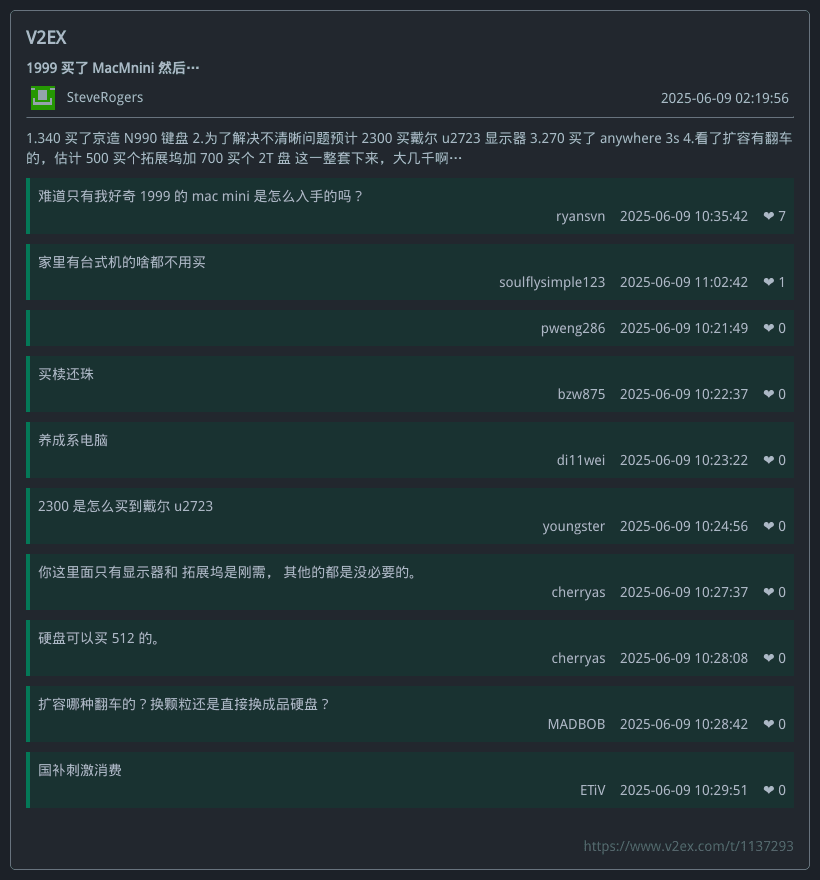 V2EX
1999 买了 MacMnini 然后…
SteveRogers 2025-06-09 02:19:56
1.340 买了京造 N990 键盘 2.为了解决不清晰问题预计 2300 买戴尔 u2723 显示器 3.270 买了 anywhere 3s 4.看了扩容有翻车
的，估计 500 买个拓展坞加 700 买个 2T 盘 这一整套下来，大几千啊…
难道只有我好奇 1999 的 mac mini 是怎么入手的吗？
ryansvn 2025-06-09 10:35:42 ❤ 7
家里有台式机的啥都不用买
soulflysimple123 2025-06-09 11:02:42 ❤ 1
pweng286 2025-06-09 10:21:49 ❤ 0
买椟还珠
bzw875 2025-06-09 10:22:37 ❤ 0
养成系电脑
di11wei 2025-06-09 10:23:22 ❤ 0
2300 是怎么买到戴尔 u2723
youngster 2025-06-09 10:24:56 ❤ 0
你这里面只有显示器和 拓展坞是刚需， 其他的都是没必要的。
cherryas 2025-06-09 10:27:37 ❤ 0
硬盘可以买 512 的。
cherryas 2025-06-09 10:28:08 ❤ 0
扩容哪种翻车的？换颗粒还是直接换成品硬盘？
MADBOB 2025-06-09 10:28:42 ❤ 0
国补刺激消费
ETiV 2025-06-09 10:29:51 ❤ 0
https://www.v2ex.com/t/1137293